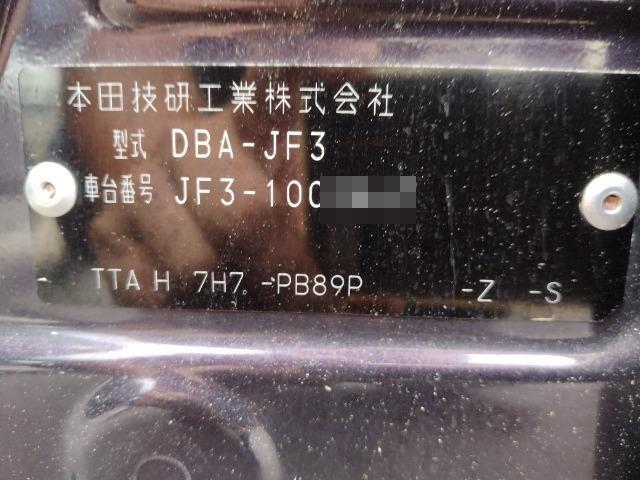 本田技研工業株式会社
型式 DBA-JF3
車台番号 JF3-100
TTA H 7H7 -PB89P -Z -S